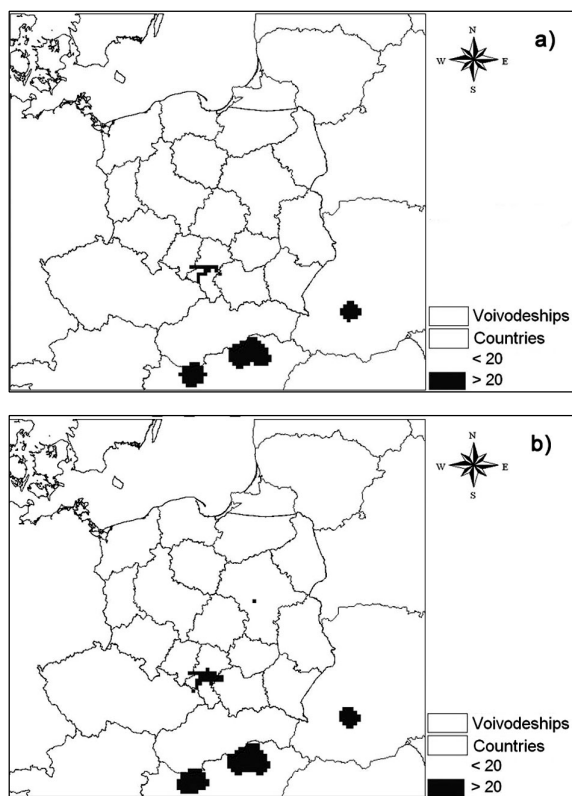 a)
N
W E
S
Voivodeships
Countries
< 20
> 20
b)
N
W E
S
Voivodeships
Countries
< 20
> 20